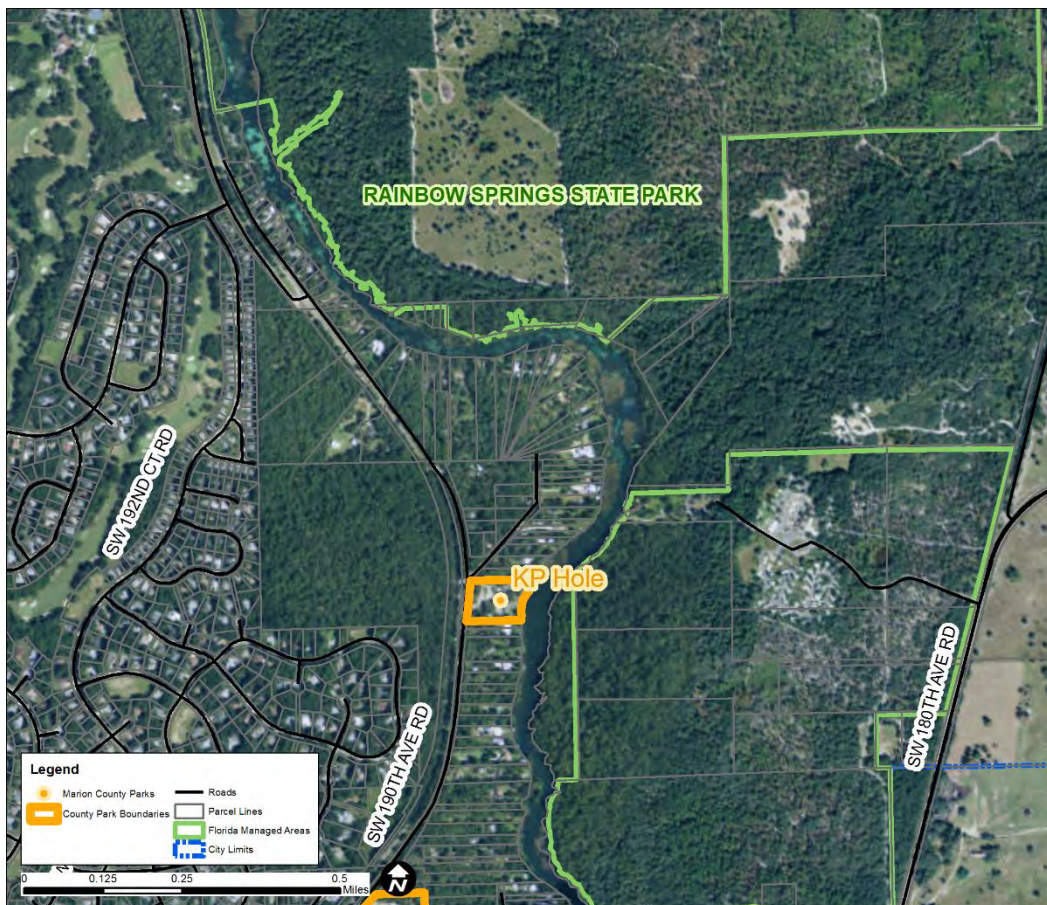 RAINBOW SPRINGS STATE PARK
SW 192ND CT RD
KP Hole
SW 180TH AVE RD
SW 190TH AVE RD
Legend
Marion County Parks
County Park Boundaries
Roads
Parcel Lines
Florida Managed Areas
City Limits
0 0.125 0.25 0.5
Miles
N